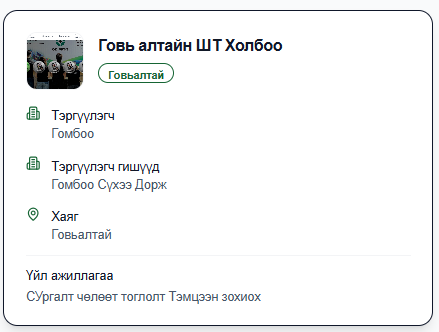 Говь алтайн ШТ Холбоо
Говьалтай
Тэргүүлэгч
Гомбоо
Тэргүүлэгч гишүүд
Гомбоо Сүхээ Дорж
Хаяг
Говьалтай
Үйл ажиллагаа
СУргалт чөлөөт тоглолт Тэмцээн зохиох